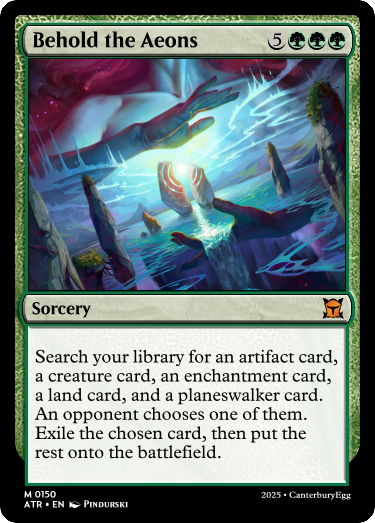 Behold the Aeons 5
Sorcery
Search your library for an artifact card,
a creature card, an enchantment card,
a land card, and a planeswalker card.
An opponent chooses one of them.
Exile the chosen card, then put the
rest onto the battlefield.
M 0150
ATR • EN PINDURSKI
2025 • CanterburyEgg